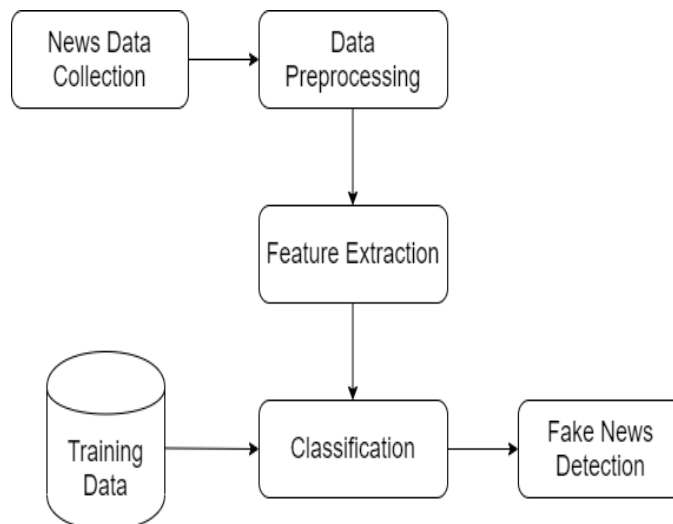 News Data
Collection
Data
Preprocessing
Feature Extraction
Training
Data
Classification
Fake News
Detection